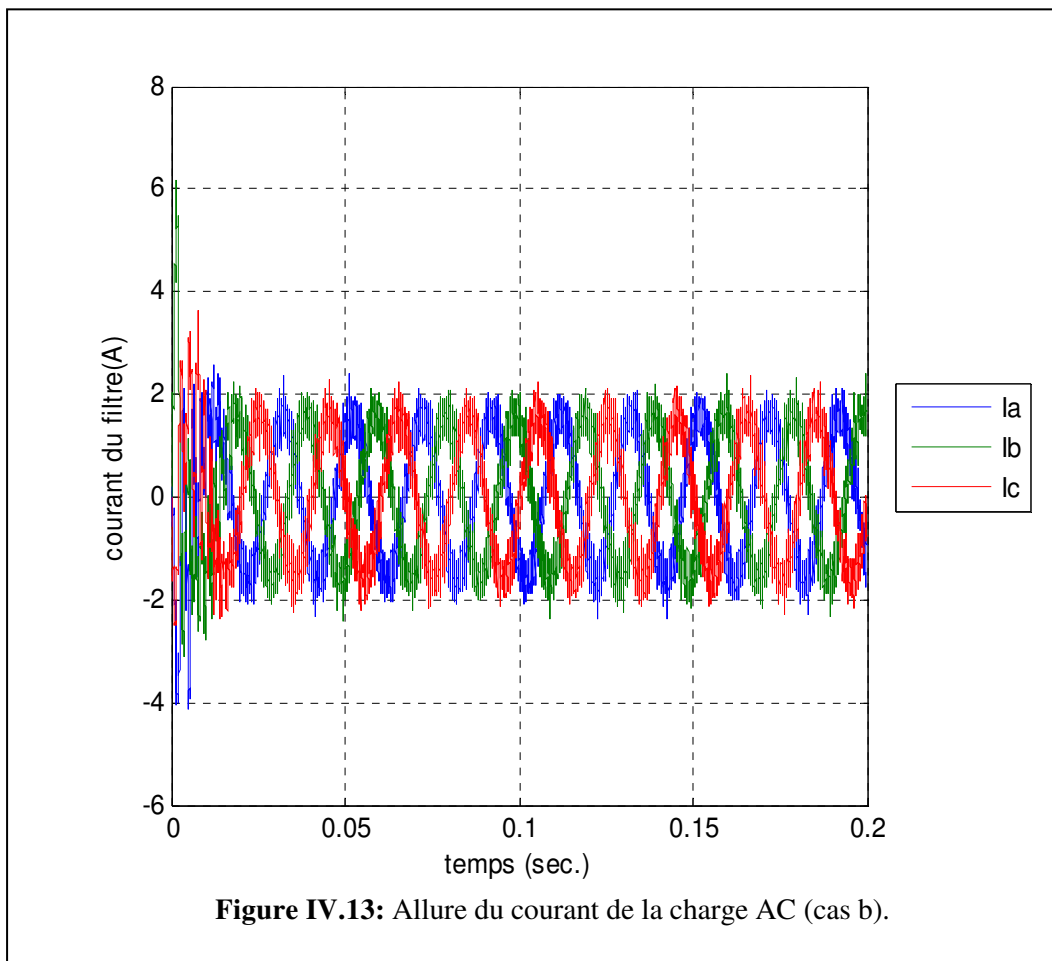 8
6
4
2
0
-2
-4
-6
courant du filtre(A)
0
0.05
0.1
0.15
0.2
temps (sec.)
Ia
Ib
Ic
Figure IV.13: Allure du courant de la charge AC (cas b).